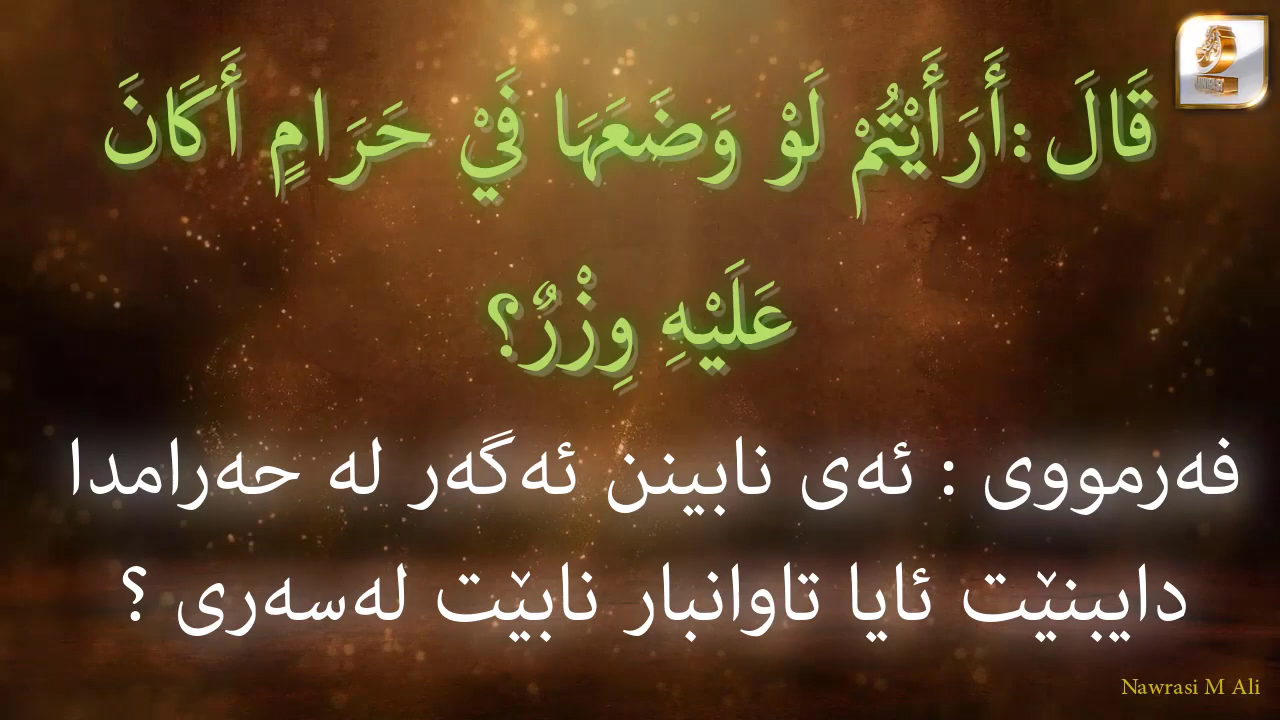 قَالَ :أَرَأَيْتُمْ لَوْ وَضَعَهَا فَيْ حَرَامٍ أَكَانَ
عَلَيْهِ وِزْرٌ؟
فەرمووی : ئەی نابینن ئەگەر لە حەرامدا
دایبنێت ئایا تاوانبار نابێت لەسەری ؟
Nawrasi M Ali